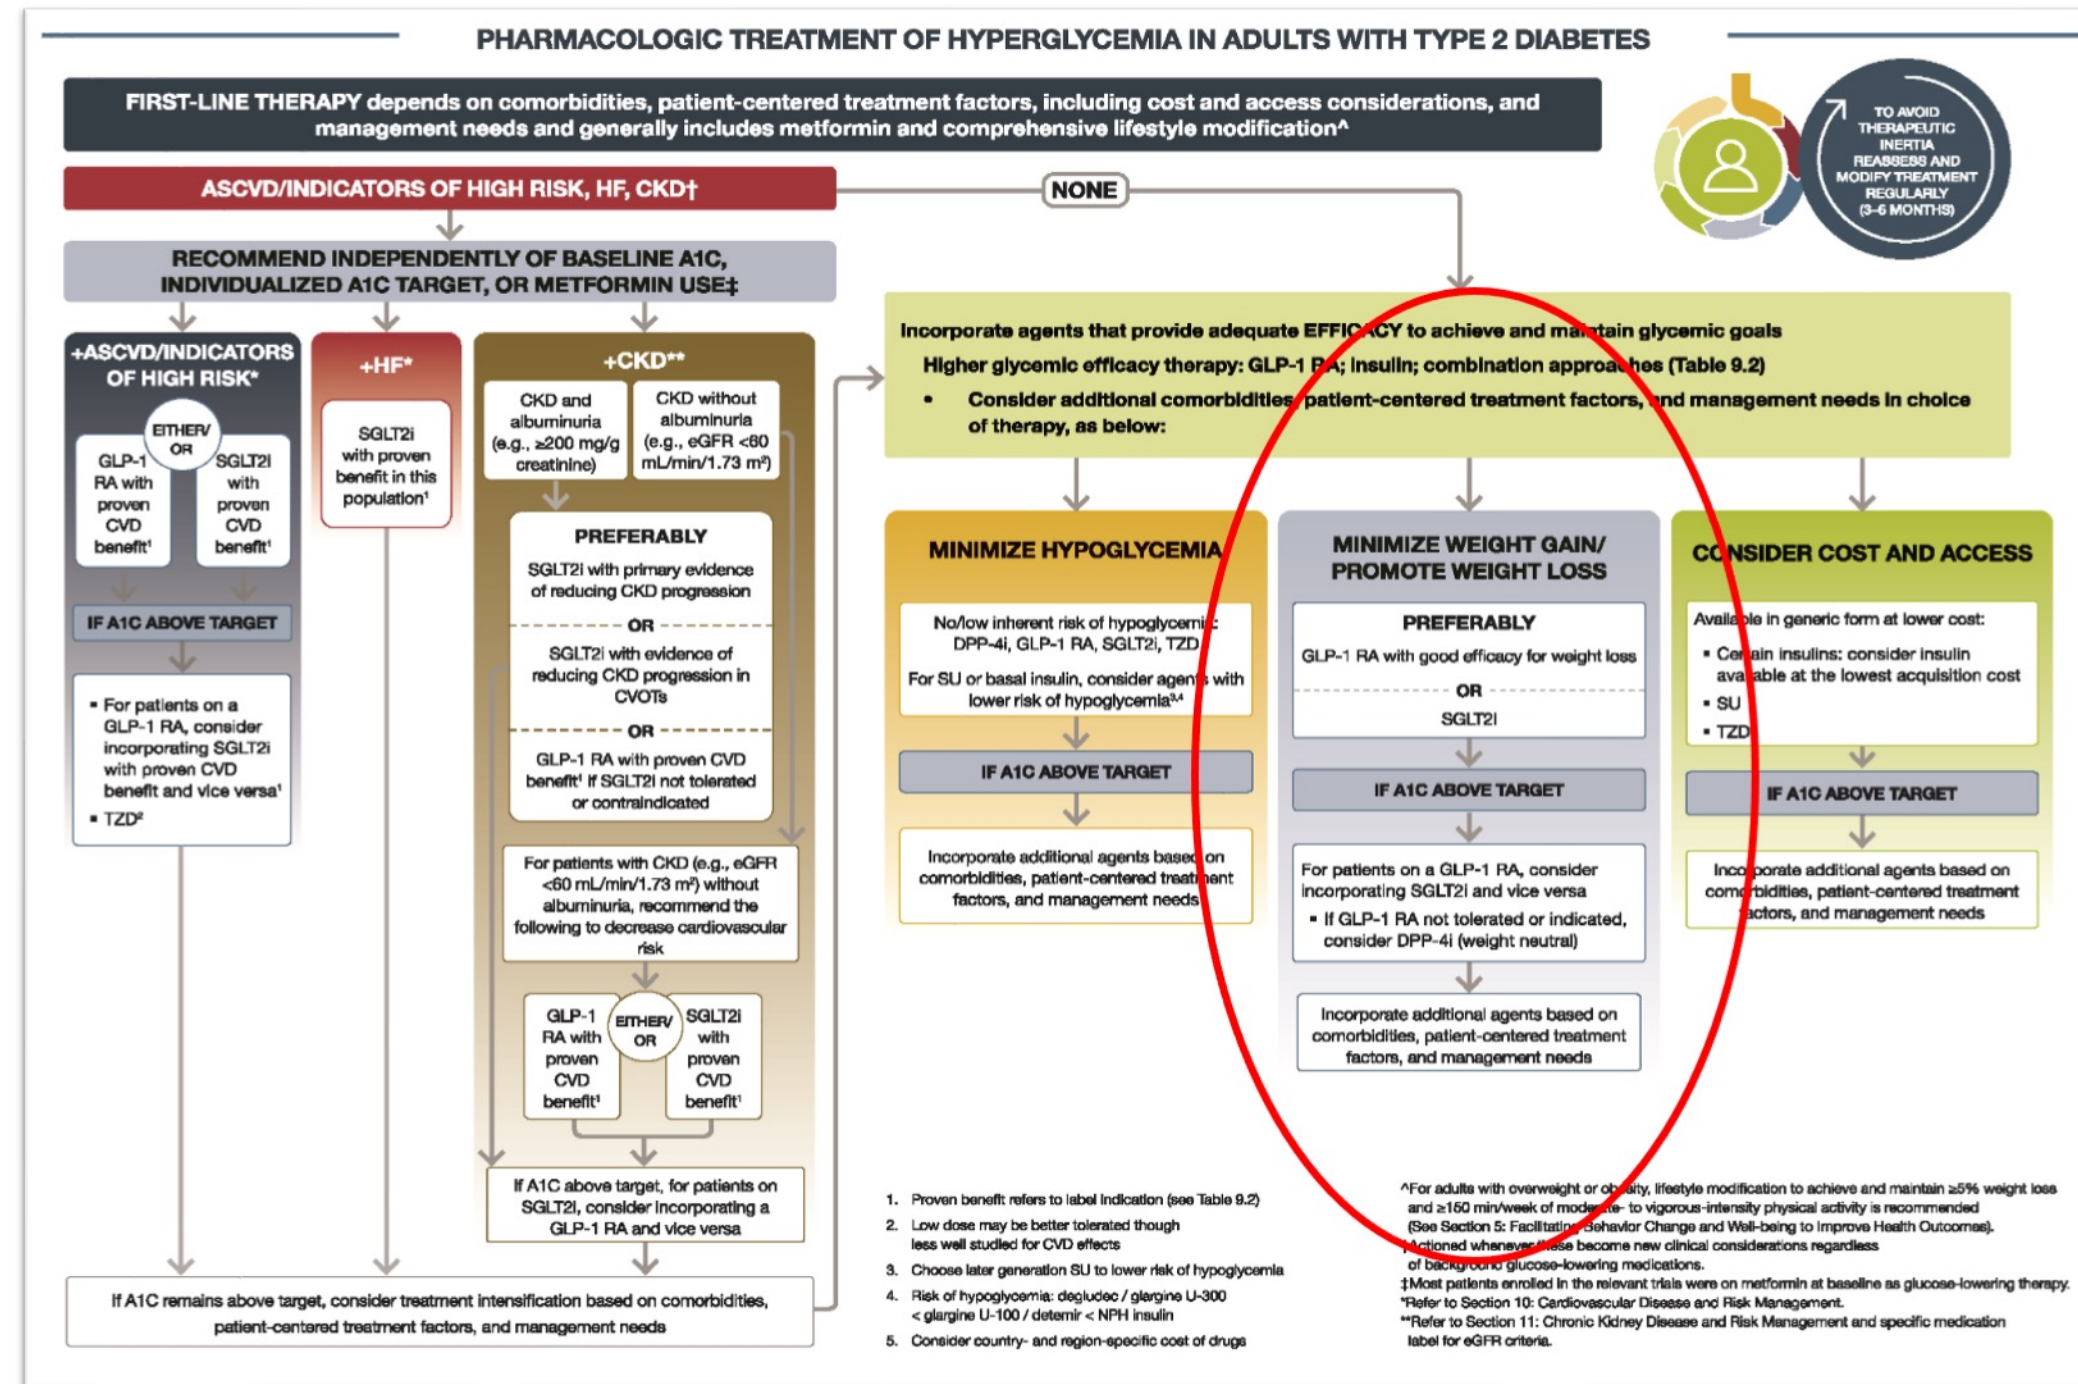 PHARMACOLOGIC TREATMENT OF HYPERGLYCEMIA IN ADULTS WITH TYPE 2 DIABETES
FIRST-LINE THERAPY depends on comorbidities, patient-centered treatment factors, including cost and access considerations, and
management needs and generally includes metformin and comprehensive lifestyle modification^
TO AVOID
THERAPEUTIC
INERTIA
REASSESS AND
MODIFY TREATMENT
REGULARLY
(3–6 MONTHS)
ASCVD/INDICATORS OF HIGH RISK, HF, CKD†
NONE
RECOMMEND INDEPENDENTLY OF BASELINE A1C,
INDIVIDUALIZED A1C TARGET, OR METFORMIN USE‡
+ASCVD/INDICATORS
OF HIGH RISK*
EITHER/
OR
GLP-1
RA with
proven
CVD
benefit¹
SGLT2i
with
proven
CVD
benefit¹
IF A1C ABOVE TARGET
▪ For patients on a
GLP-1 RA, consider
incorporating SGLT2i
with proven CVD
benefit and vice versa¹
▪ TZD²
+HF*
SGLT2i
with proven
benefit in this
population¹
+CKD**
CKD and
albuminuria
(e.g., ≥200 mg/g
creatinine)
CKD without
albuminuria
(e.g., eGFR <60
mL/min/1.73 m²)
PREFERABLY
SGLT2i with primary evidence
of reducing CKD progression
OR
SGLT2i with evidence of
reducing CKD progression in
CVOTs
OR
GLP-1 RA with proven CVD
benefit¹ if SGLT2i not tolerated
or contraindicated
For patients with CKD (e.g., eGFR
<60 mL/min/1.73 m²) without
albuminuria, recommend the
following to decrease cardiovascular
risk
GLP-1
RA with
proven
CVD
benefit¹
EITHER/
OR
SGLT2i
with
proven
CVD
benefit¹
If A1C above target, for patients on
SGLT2i, consider incorporating a
GLP-1 RA and vice versa
If A1C remains above target, consider treatment intensification based on comorbidities,
patient-centered treatment factors, and management needs
Incorporate agents that provide adequate EFFICACY to achieve and maintain glycemic goals
Higher glycemic efficacy therapy: GLP-1 RA; insulin; combination approaches (Table 9.2)
• Consider additional comorbidities, patient-centered treatment factors, and management needs in choice
of therapy, as below:
MINIMIZE HYPOGLYCEMIA
No/low inherent risk of hypoglycemia:
DPP-4i, GLP-1 RA, SGLT2i, TZD
For SU or basal insulin, consider agents with
lower risk of hypoglycemia³,⁴
IF A1C ABOVE TARGET
Incorporate additional agents based on
comorbidities, patient-centered treatment
factors, and management needs
MINIMIZE WEIGHT GAIN/
PROMOTE WEIGHT LOSS
PREFERABLY
GLP-1 RA with good efficacy for weight loss
OR
SGLT2i
IF A1C ABOVE TARGET
For patients on a GLP-1 RA, consider
incorporating SGLT2i and vice versa
▪ If GLP-1 RA not tolerated or indicated,
consider DPP-4i (weight neutral)
Incorporate additional agents based on
comorbidities, patient-centered treatment
factors, and management needs
CONSIDER COST AND ACCESS
Available in generic form at lower cost:
▪ Certain insulins: consider insulin
available at the lowest acquisition cost
▪ SU
▪ TZD
IF A1C ABOVE TARGET
Incorporate additional agents based on
comorbidities, patient-centered treatment
factors, and management needs
1. Proven benefit refers to label indication (see Table 9.2)
2. Low dose may be better tolerated though
less well studied for CVD effects
3. Choose later generation SU to lower risk of hypoglycemia
4. Risk of hypoglycemia: degludec / glargine U-300
< glargine U-100 / detemir < NPH insulin
5. Consider country- and region-specific cost of drugs
^For adults with overweight or obesity, lifestyle modification to achieve and maintain ≥5% weight loss
and ≥150 min/week of moderate- to vigorous-intensity physical activity is recommended
(See Section 5: Facilitating Behavior Change and Well-being to Improve Health Outcomes).
†Actioned whenever these become new clinical considerations regardless
of background glucose-lowering medications.
‡Most patients enrolled in the relevant trials were on metformin at baseline as glucose-lowering therapy.
*Refer to Section 10: Cardiovascular Disease and Risk Management.
**Refer to Section 11: Chronic Kidney Disease and Risk Management and specific medication
label for eGFR criteria.